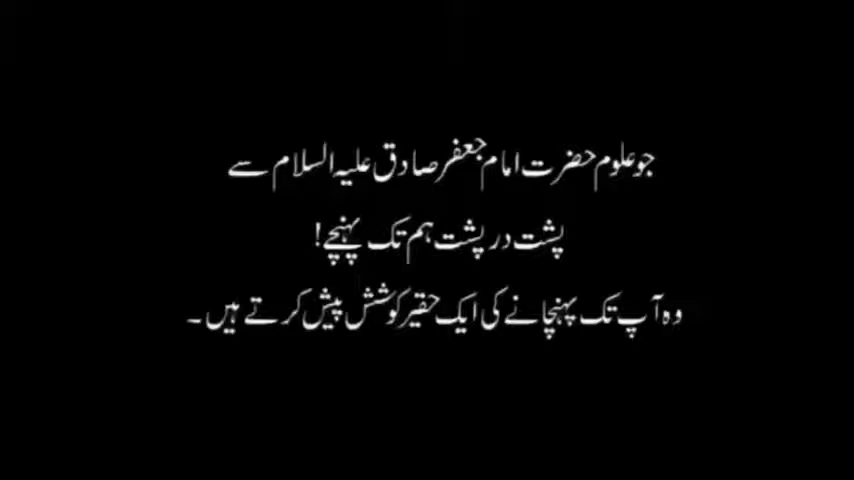 جو علوم حضرت امام جعفر صادق علیہ السلام سے
پشت در پشت ہم تک پہنچے!
وہ آپ تک پہنچانے کی ایک حقیر کوشش پیش کرتے ہیں۔